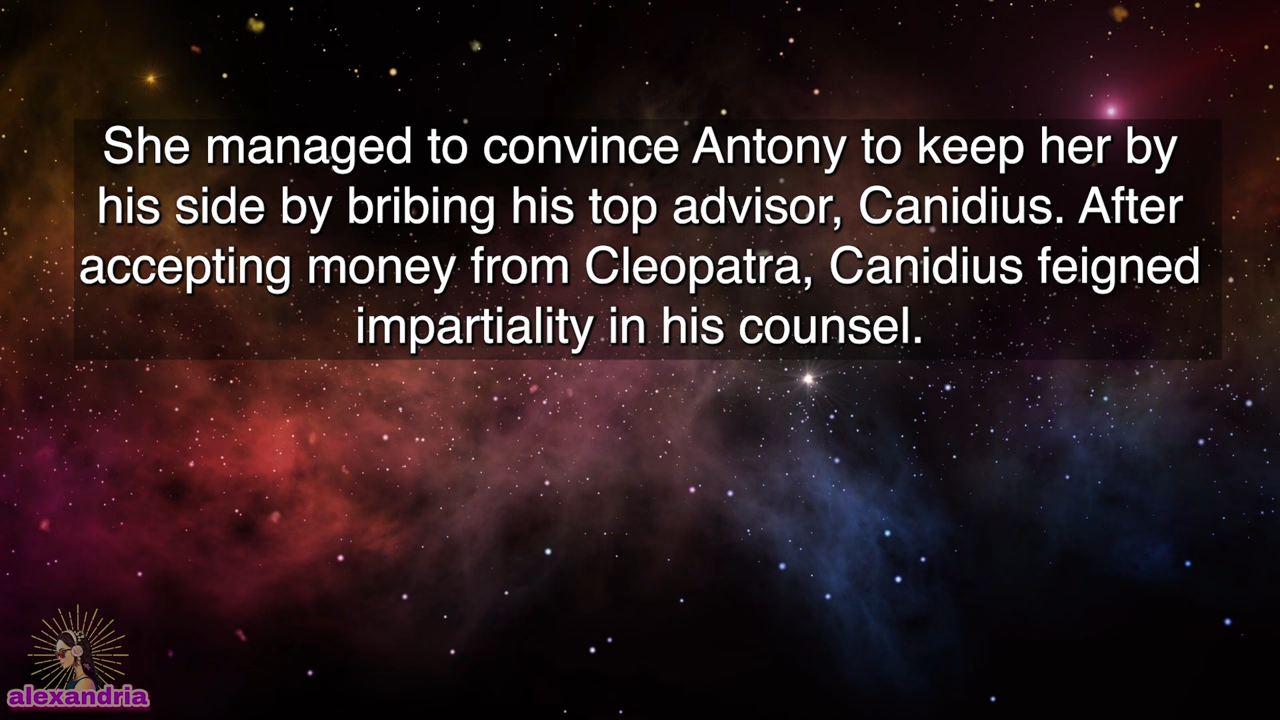 She managed to convince Antony to keep her by
his side by bribing his top advisor, Canidius. After
accepting money from Cleopatra, Canidius feigned
impartiality in his counsel.
alexandria